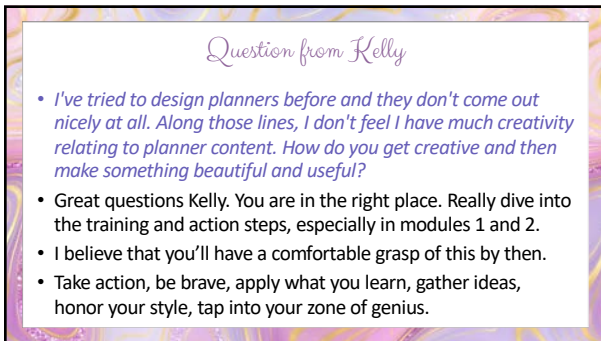 Question from Kelly
• I've tried to design planners before and they don't come out
nicely at all. Along those lines, I don't feel I have much creativity
relating to planner content. How do you get creative and then
make something beautiful and useful?
• Great questions Kelly. You are in the right place. Really dive into
the training and action steps, especially in modules 1 and 2.
• I believe that you'll have a comfortable grasp of this by then.
• Take action, be brave, apply what you learn, gather ideas,
honor your style, tap into your zone of genius.